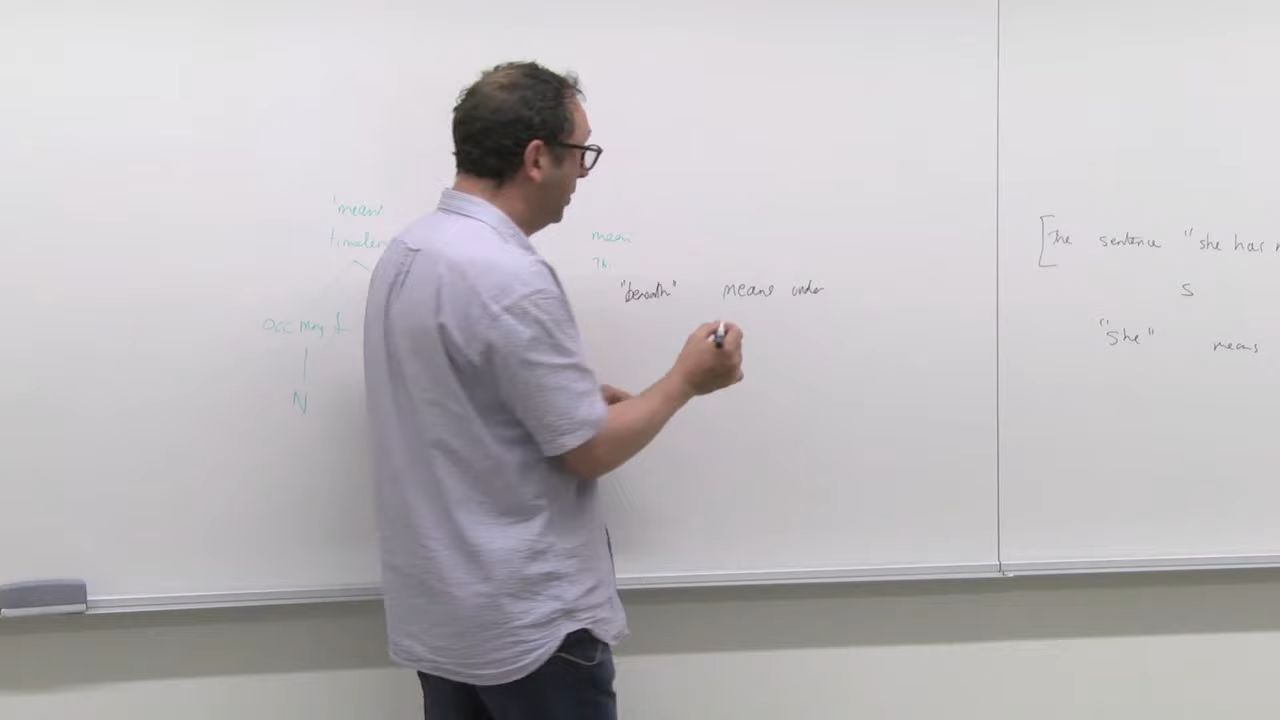 'mean
timeless
occ mng
N
mean
"beneath" means under
[The sentence "she has
S
"She" means